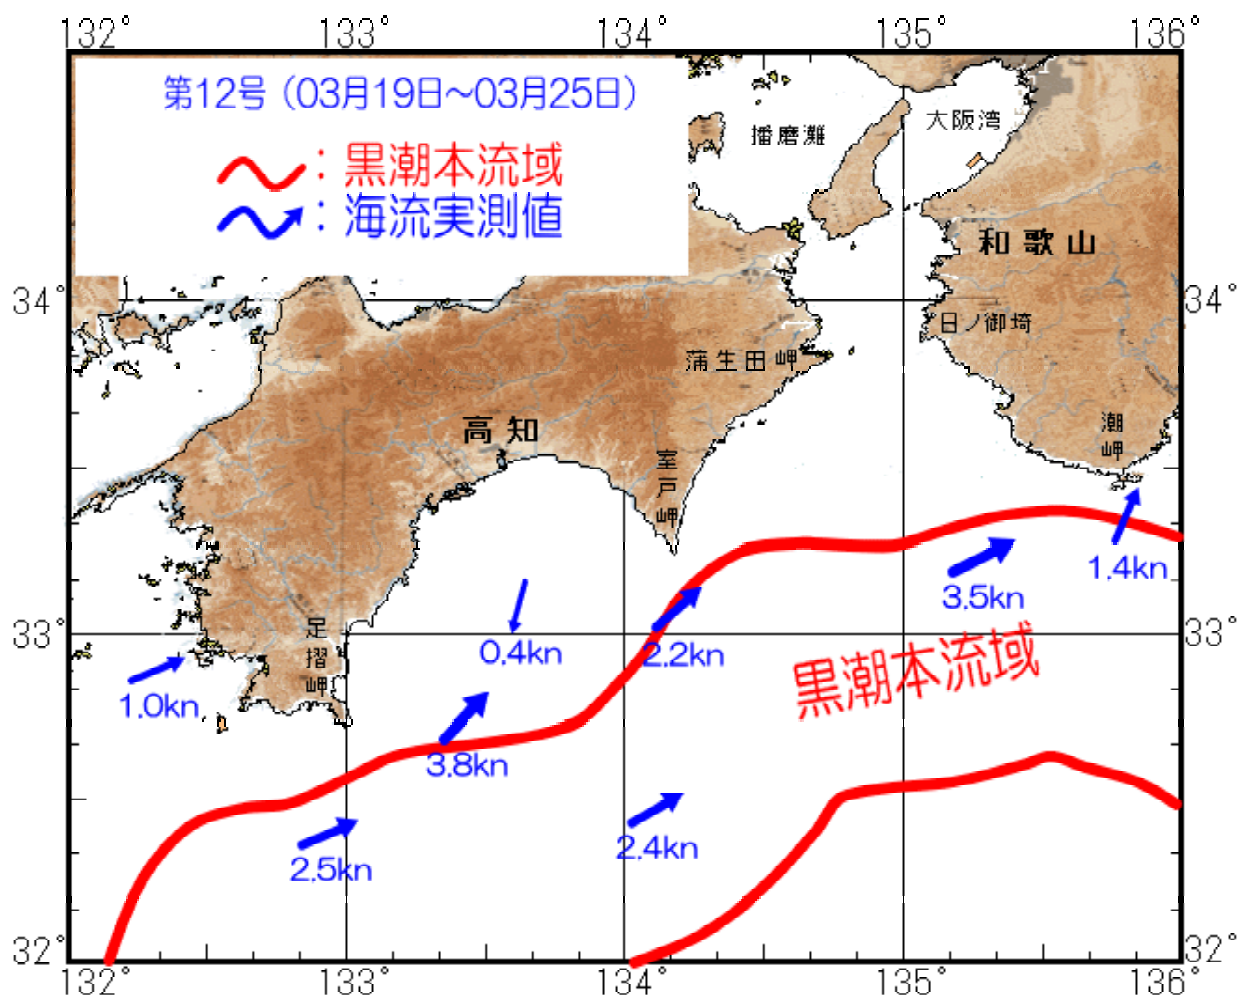 132° 133° 134° 135° 136°
第12号（03月19日～03月25日）
：黒潮本流域
：海流実測値
播磨灘
大阪湾
和歌山
34° 34°
日ノ御埼
蒲生田岬
高知
潮岬
室戸岬
3.5kn
1.4kn
33° 33°
足摺岬
0.4kn
2.2kn
黒潮本流域
1.0kn
3.8kn
2.4kn
2.5kn
32° 32°
132° 133° 134° 135° 136°